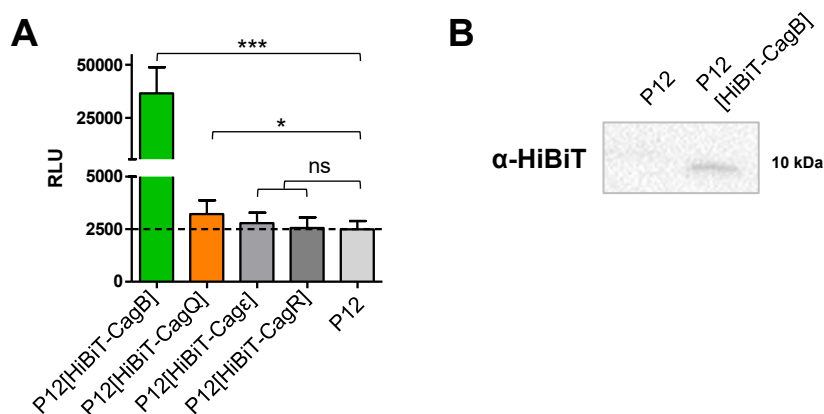 A
***
50000
25000
*
ns
5000
2500
0
RLU
P12[HiBiT-CagB]
P12[HiBiT-CagQ]
P12[HiBiT-Cagε]
P12[HiBiT-CagR]
P12
B
P12
P12
[HiBiT-CagB]
α-HiBiT
10 kDa